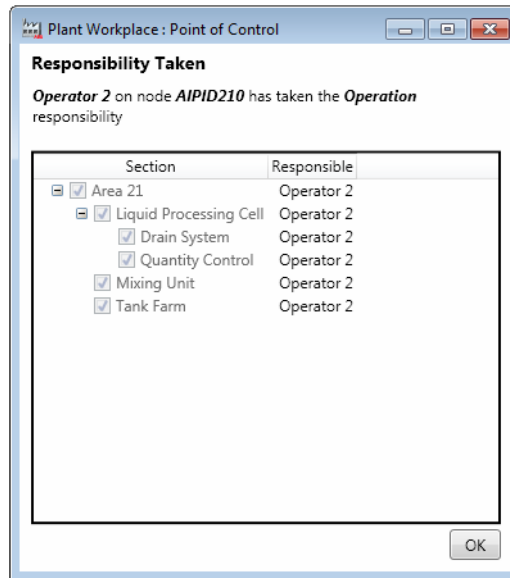 Plant Workplace : Point of Control
Responsibility Taken
Operator 2 on node AIPID210 has taken the Operation
responsibility
Section Responsible
Area 21 Operator 2
Liquid Processing Cell Operator 2
Drain System Operator 2
Quantity Control Operator 2
Mixing Unit Operator 2
Tank Farm Operator 2
OK